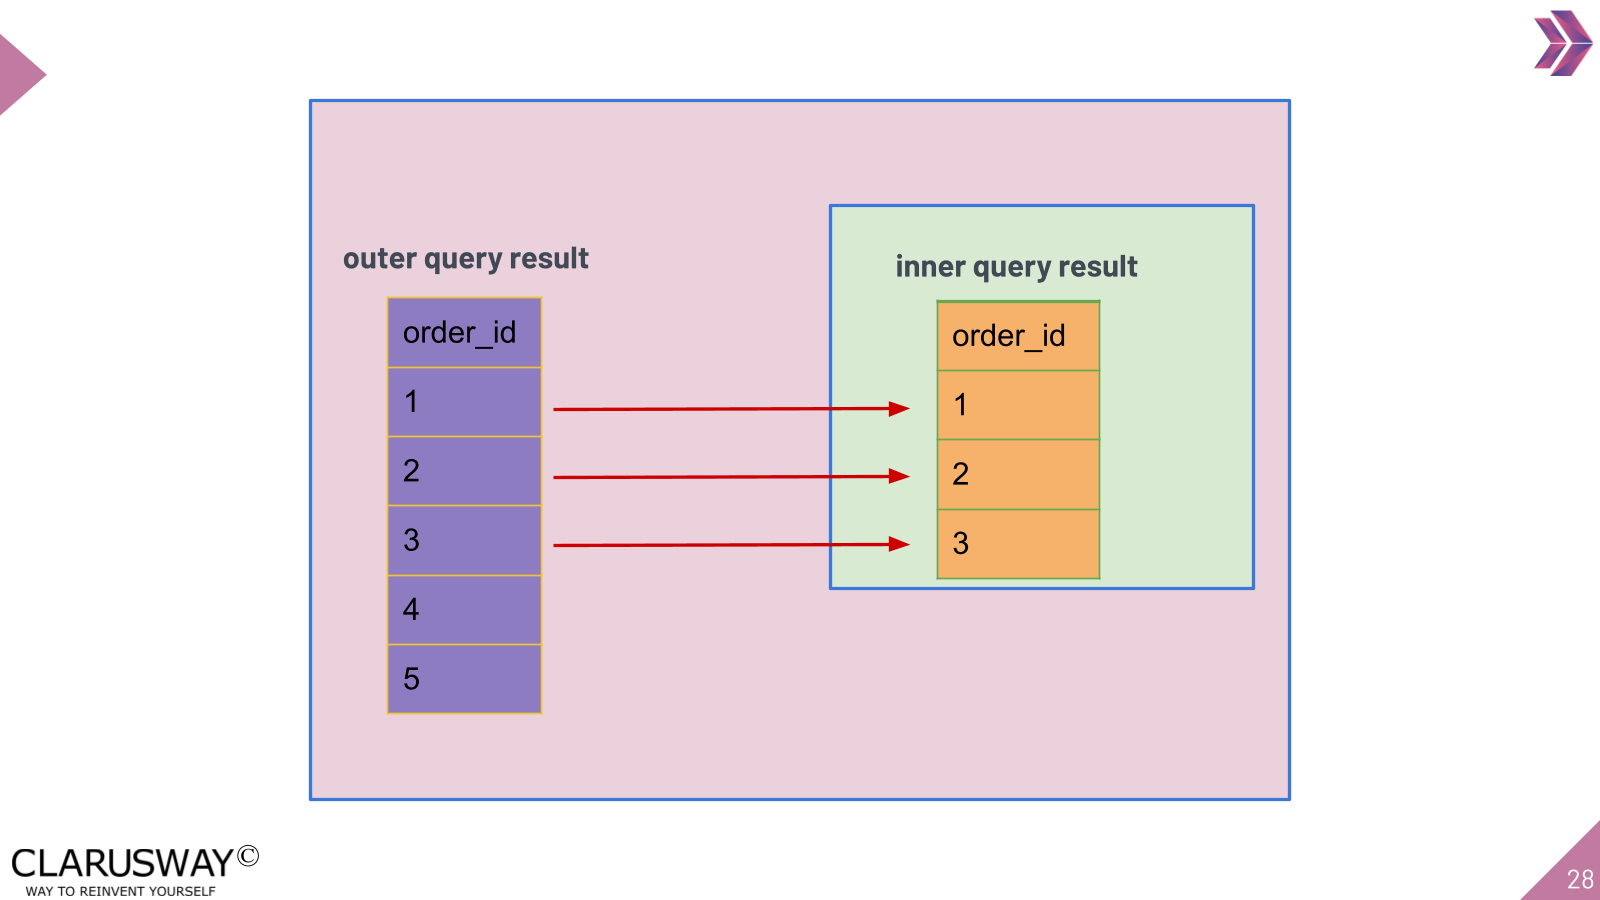 outer query result
order_id
1
2
3
4
5
inner query result
order_id
1
2
3
CLARUSWAY©
WAY TO REINVENT YOURSELF
28